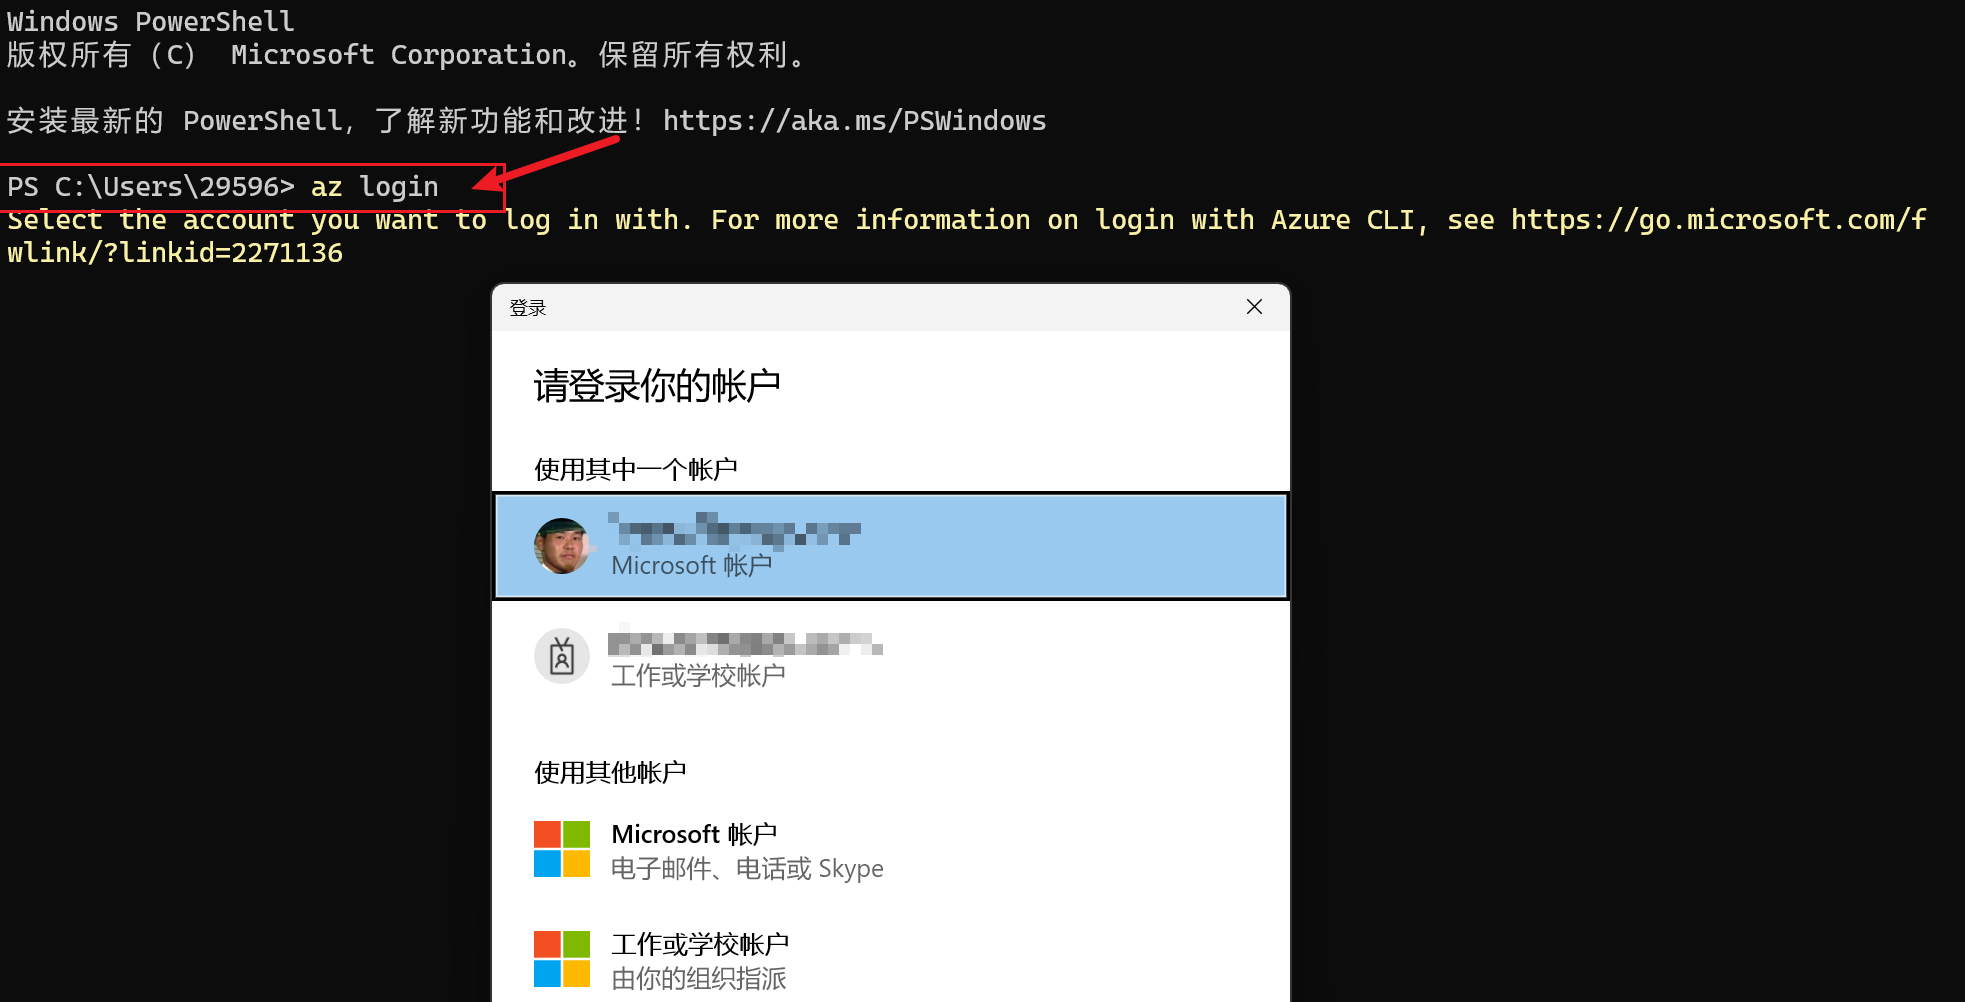 Windows PowerShell
版权所有（C） Microsoft Corporation。保留所有权利。
安装最新的 PowerShell，了解新功能和改进！https://aka.ms/PSWindows
PS C:\Users\29596> az login
Select the account you want to log in with. For more information on login with Azure CLI, see https://go.microsoft.com/f
wlink/?linkid=2271136
登录
请登录你的帐户
使用其中一个帐户
Microsoft 帐户
工作或学校帐户
使用其他帐户
Microsoft 帐户
电子邮件、电话或 Skype
工作或学校帐户
由你的组织指派